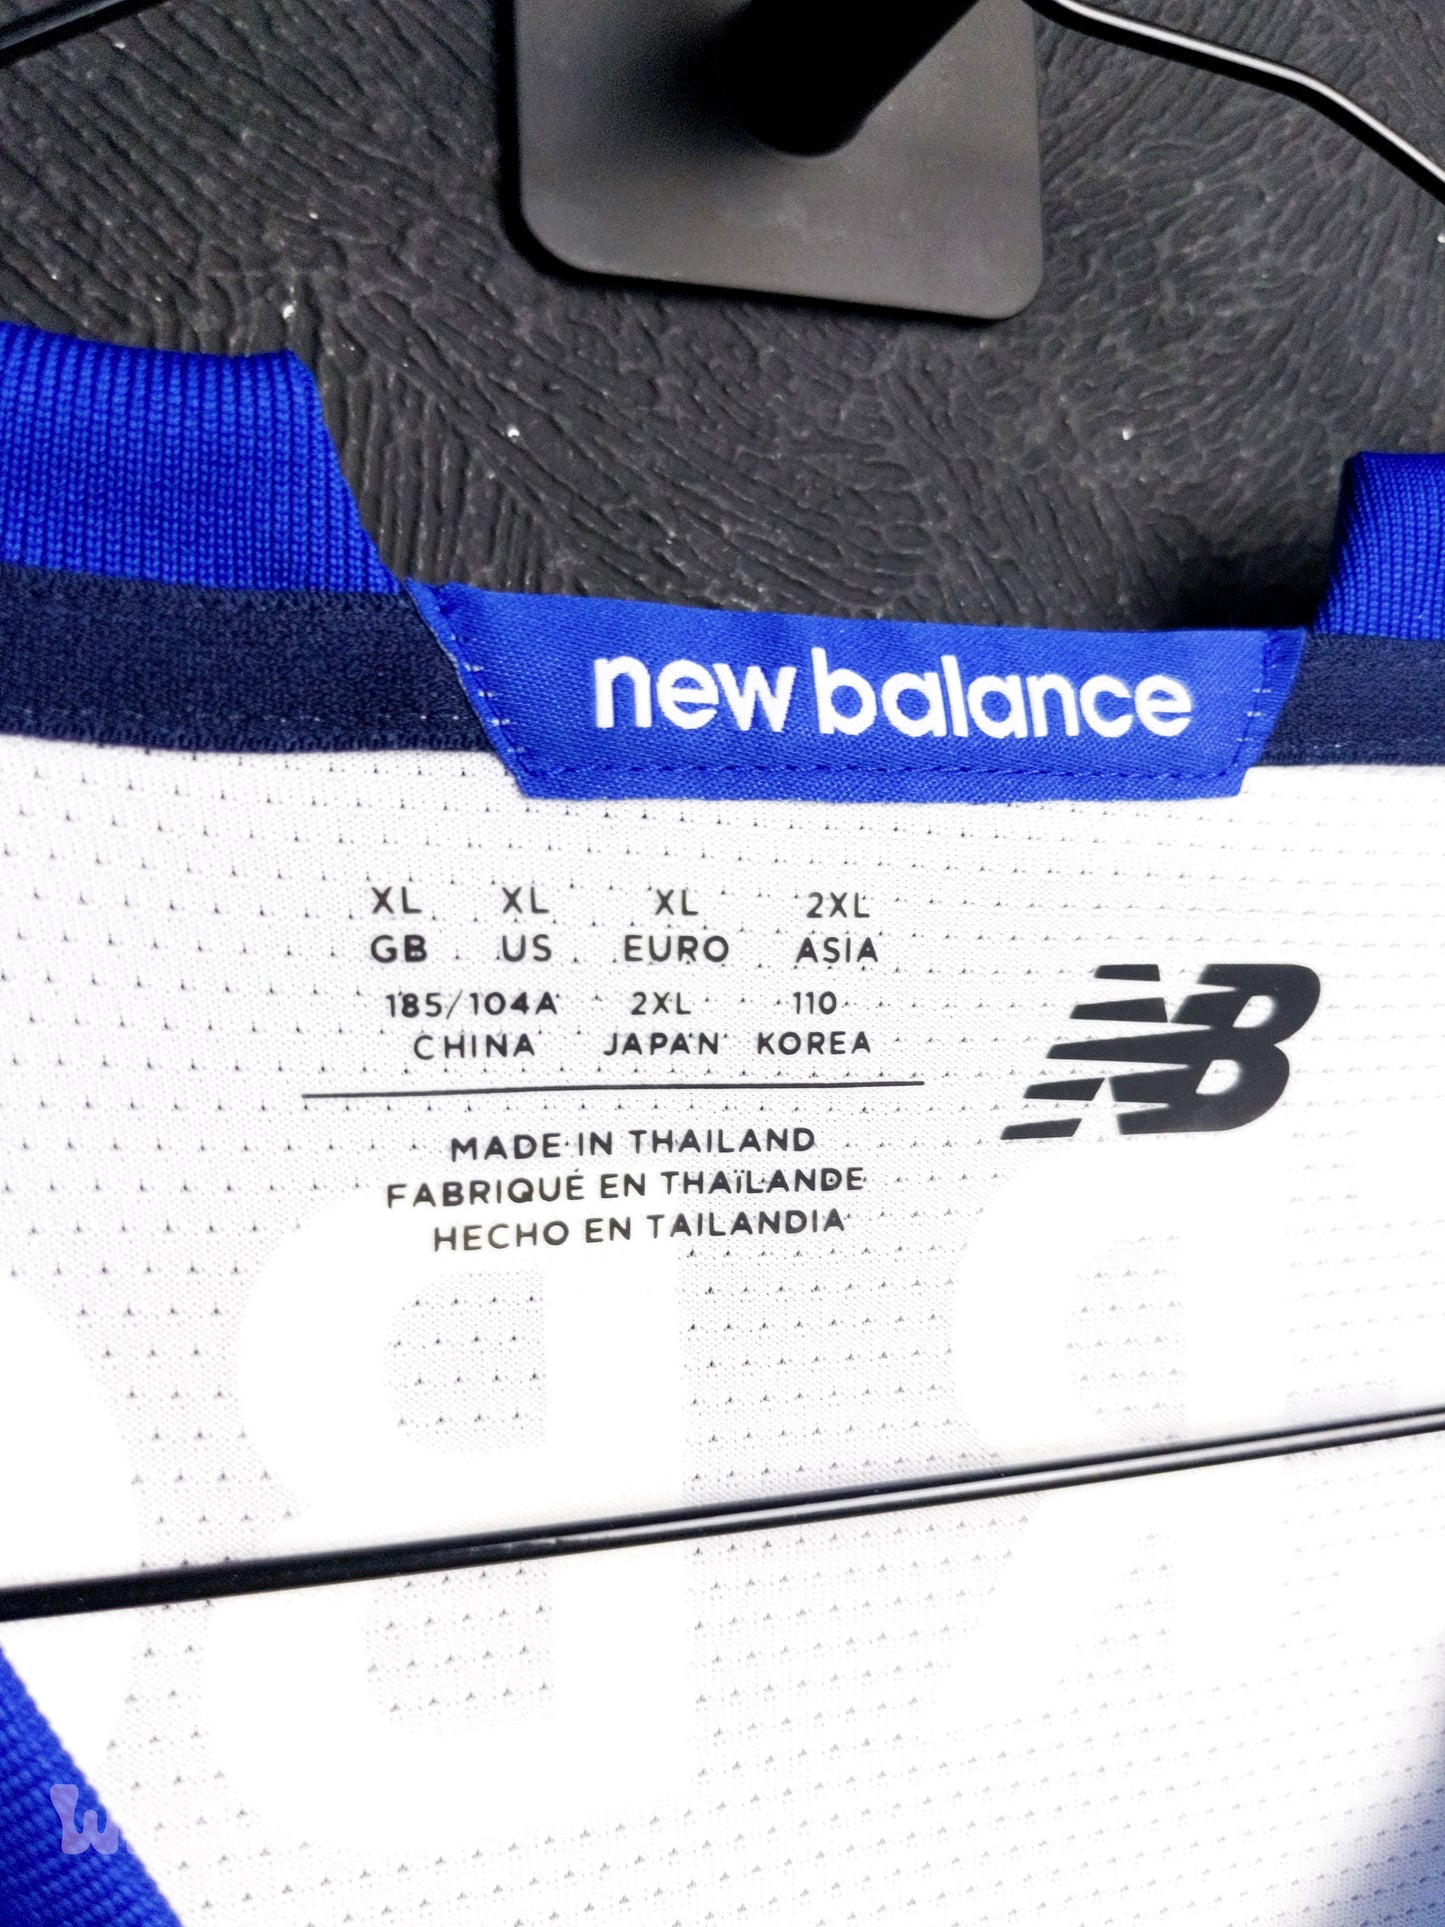 new balance
XL XL XL 2XL
GB US EURO ASIA
185/104A 2XL 110
CHINA JAPAN KOREA
NB
MADE IN THAILAND
FABRIQUÉ EN THAÏLANDE
HECHO EN TAILANDIA